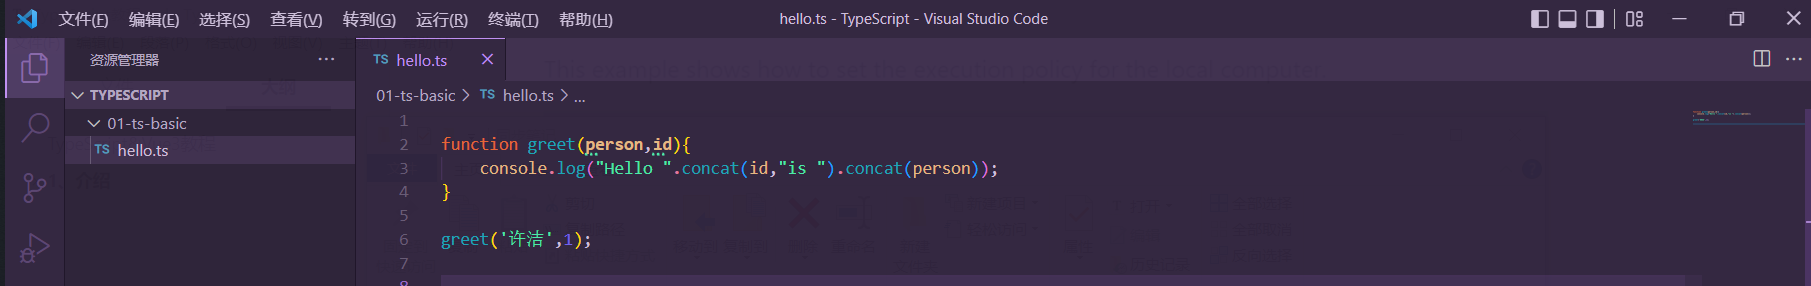 文件(F) 编辑(E) 选择(S) 查看(V) 转到(G) 运行(R) 终端(T) 帮助(H) hello.ts - TypeScript - Visual Studio Code
资源管理器 ...
TS hello.ts
TYPESCRIPT
01-ts-basic
TS hello.ts
01-ts-basic > TS hello.ts > ...
1
2 function greet(person,id){
3 console.log("Hello ".concat(id,"is ").concat(person));
4 }
5
6 greet('许洁',1);
7
8